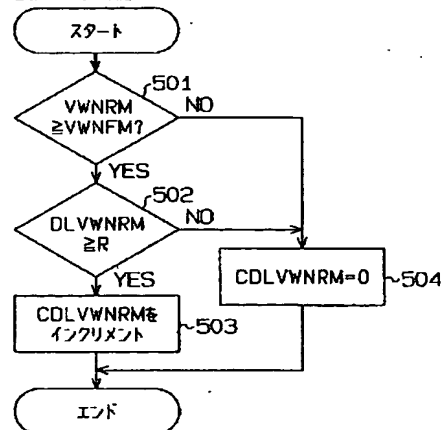 スタート
501
VWNRM
≧VWNFM?
NO
YES
502
DLVWNRM
≧R
NO
YES
CDLVWNRM=0
504
CDLVWNRMを
インクリメント
503
エンド